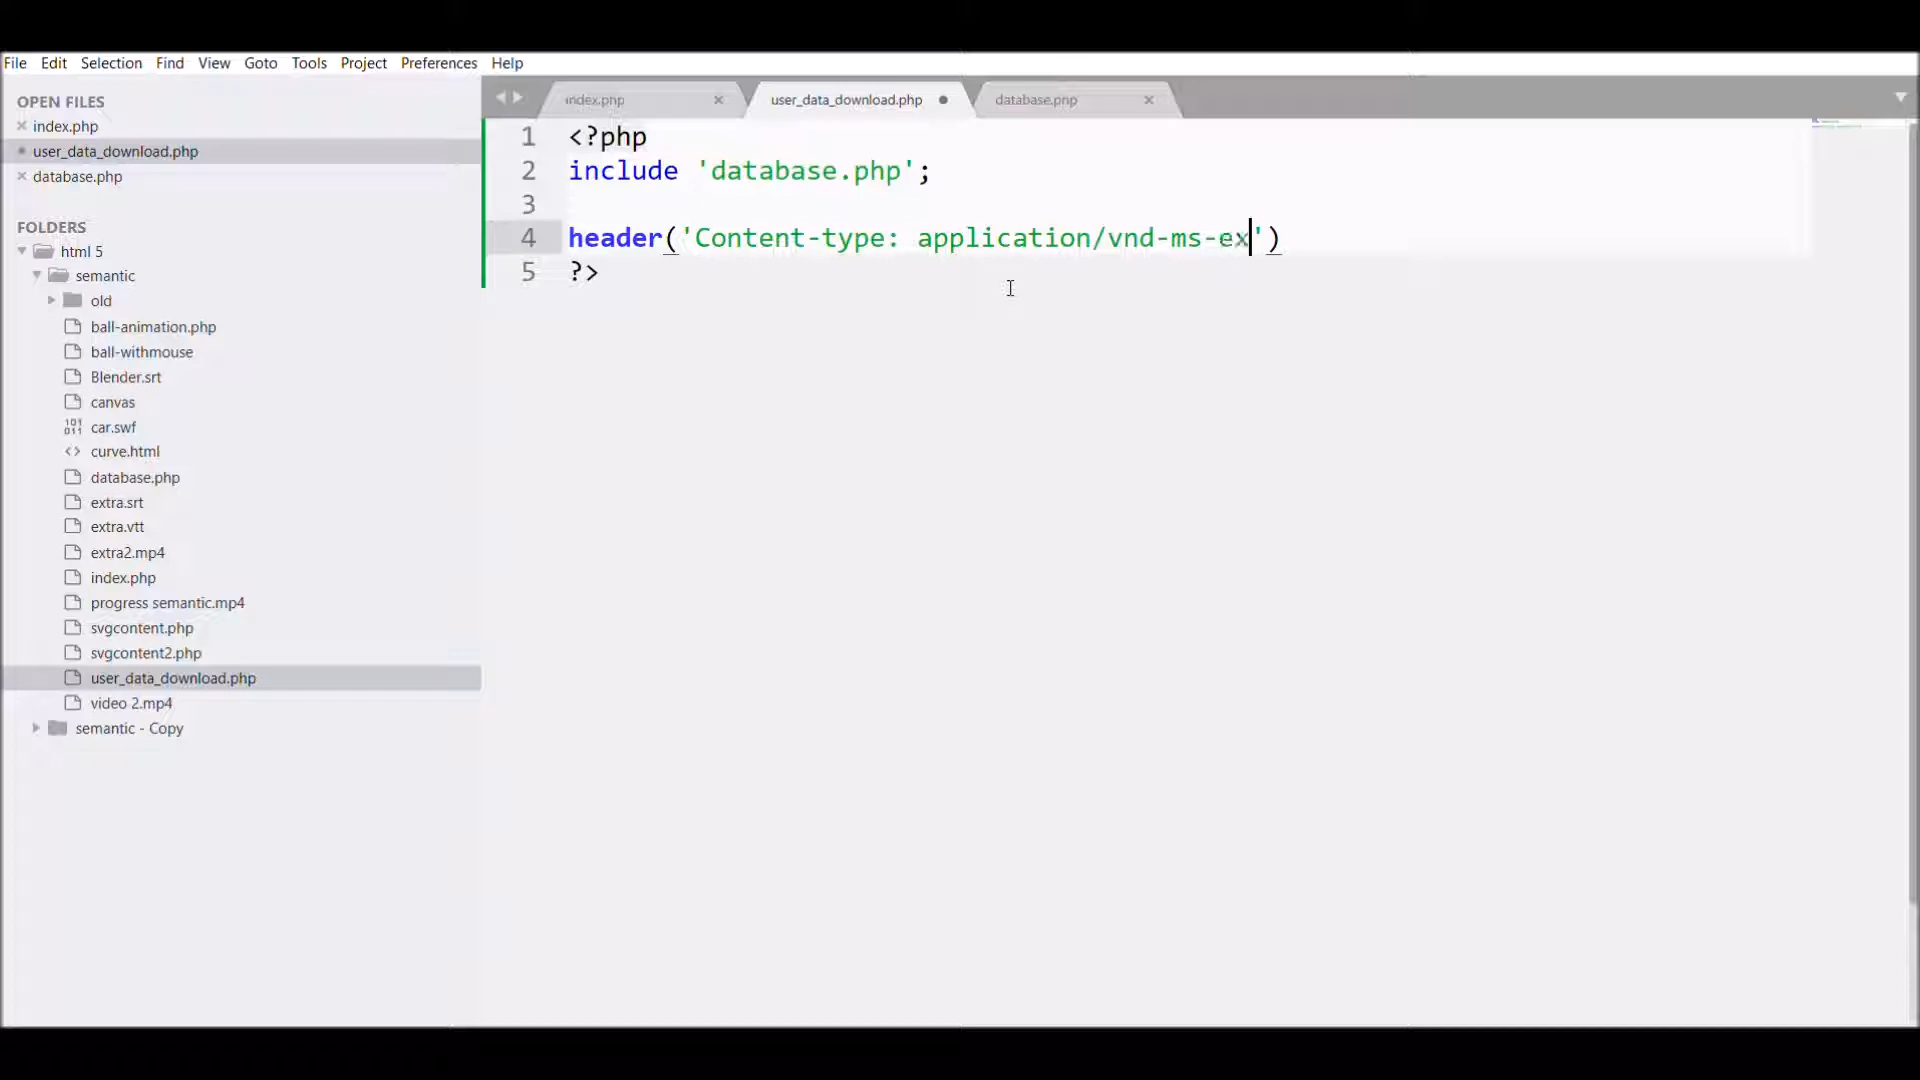 File Edit Selection Find View Goto Tools Project Preferences Help
OPEN FILES
index.php
user_data_download.php
database.php
FOLDERS
html 5
semantic
old
ball-animation.php
ball-withmouse
Blender.srt
canvas
car.swf
curve.html
database.php
extra.srt
extra.vtt
extra2.mp4
index.php
progress semantic.mp4
svgcontent.php
svgcontent2.php
user_data_download.php
video 2.mp4
semantic - Copy
index.php user_data_download.php database.php
1 <?php
2 include 'database.php';
3
4 header('Content-type: application/vnd-ms-ex')
5 ?>